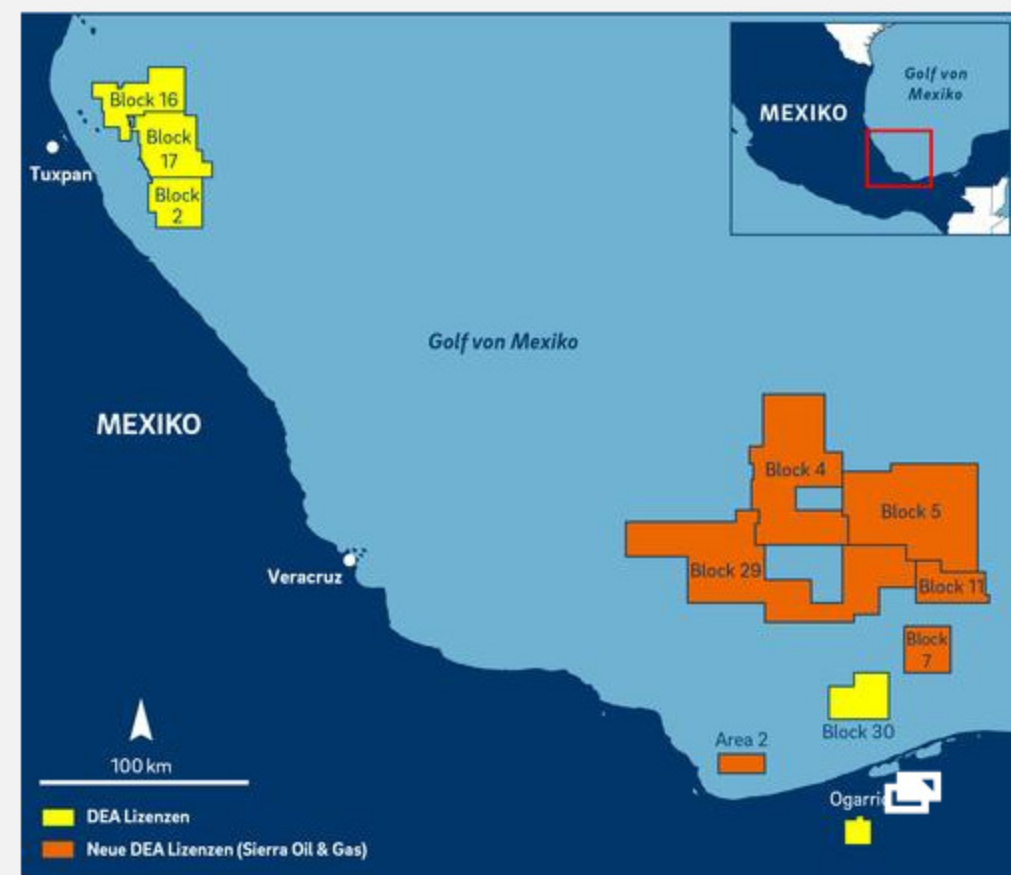 Golf von
Mexiko
MEXIKO
Block 16
Block
17
Block
2
Tuxpan
Golf von Mexiko
MEXIKO
Block 4
Block 5
Block 29
Block 11
Block
7
Veracruz
Block 30
Area 2
100 km
DEA Lizenzen
Neue DEA Lizenzen (Sierra Oil & Gas)